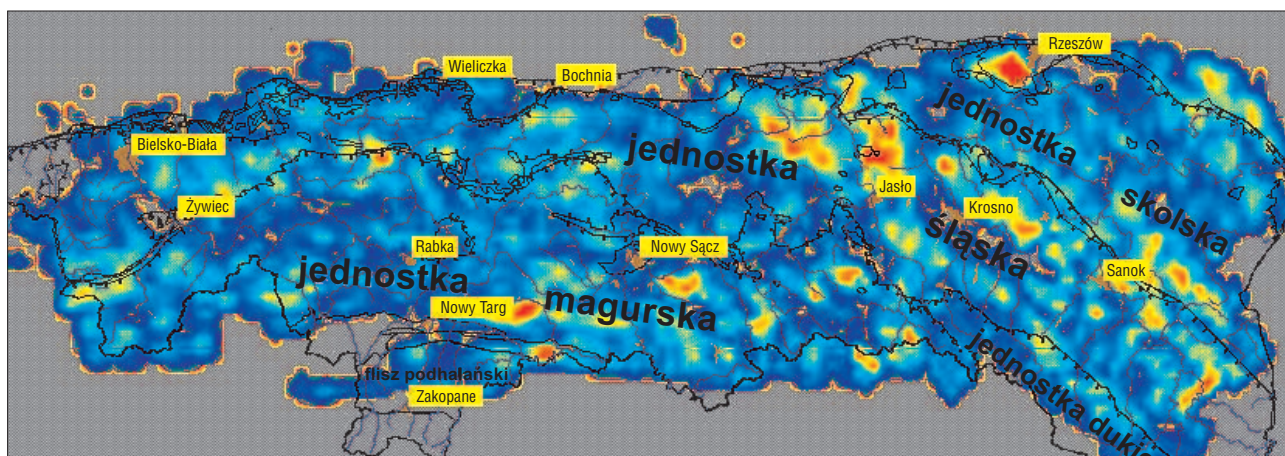 Rzeszów
Wieliczka
Bochnia
jednostka
Bielsko-Biała
jednostka
Jasło
skolska
Żywiec
Krosno
śląska
Rabka
Nowy Sącz
Sanok
jednostka
magurska
Nowy Targ
jednostka dukie
flisz podhalański
Zakopane